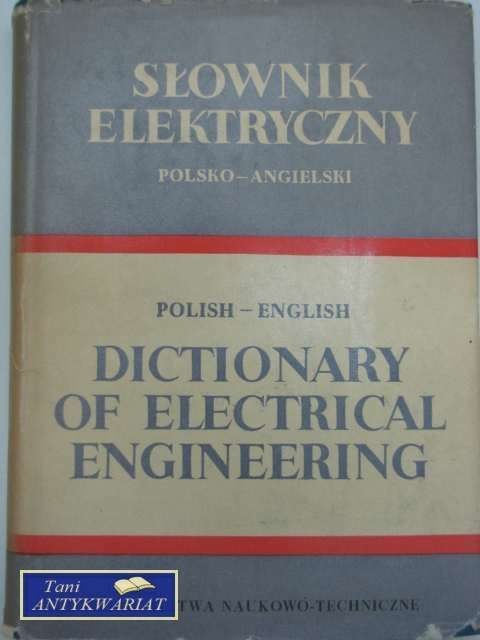 SŁOWNIK
ELEKTRYCZNY
POLSKO-ANGIELSKI
POLISH - ENGLISH
DICTIONARY
OF ELECTRICAL
ENGINEERING
Tani
ANTYKWARIAT
NAUKOWO-TECHNICZNE